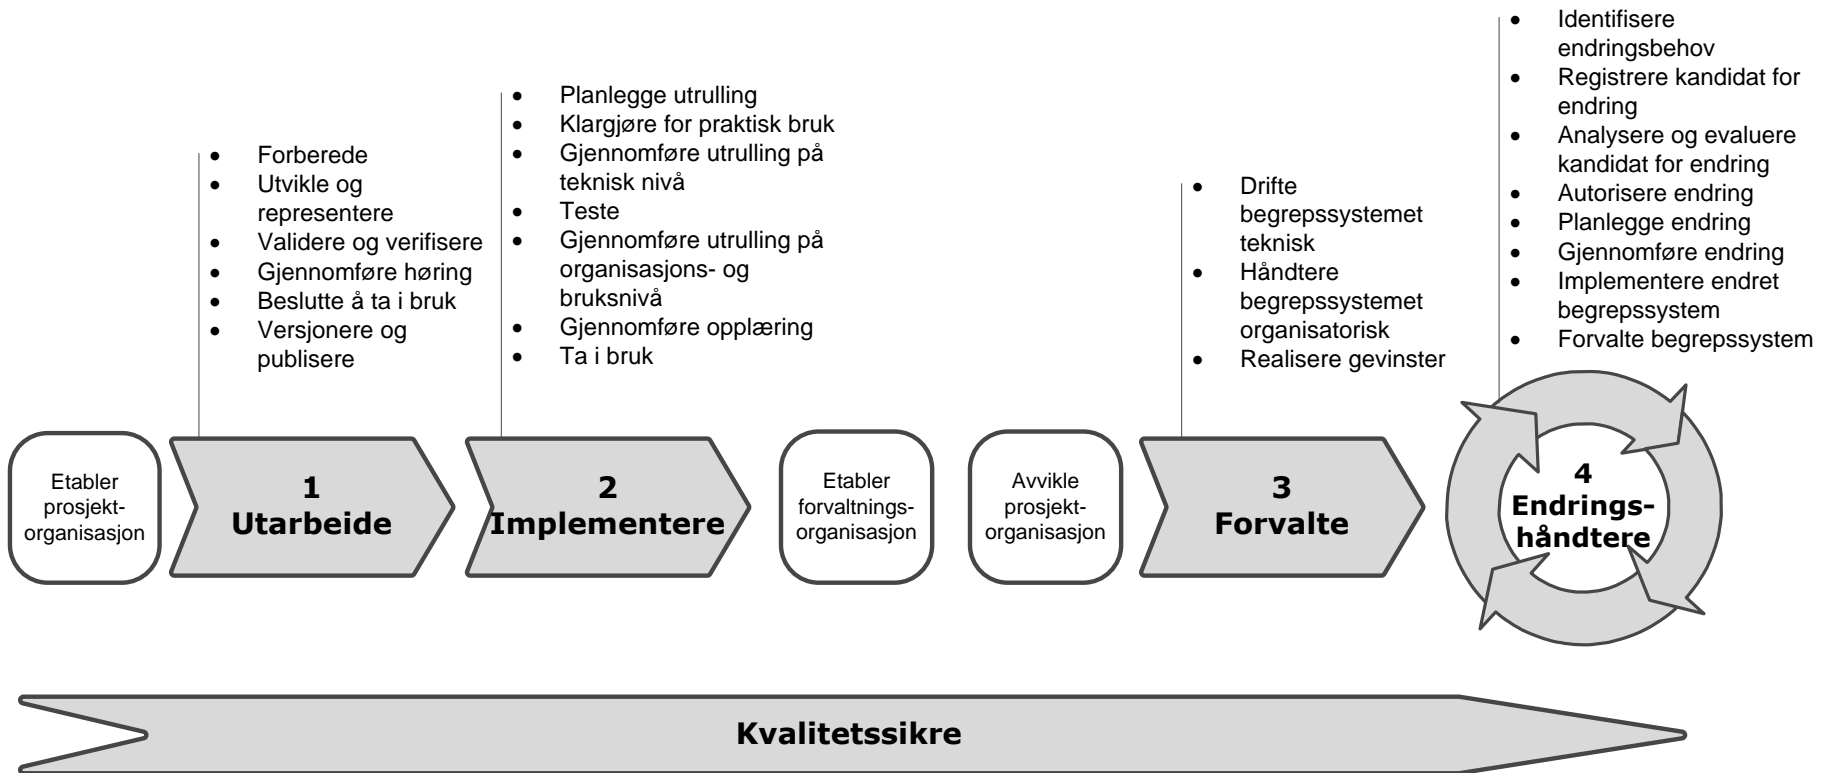 • Forberede
• Utvikle og
representere
• Validere og verifisere
• Gjennomføre høring
• Beslutte å ta i bruk
• Versjonere og
publisere
• Planlegge utrulling
• Klargjøre for praktisk bruk
• Gjennomføre utrulling på
teknisk nivå
• Teste
• Gjennomføre utrulling på
organisasjons- og
bruksnivå
• Gjennomføre opplæring
• Ta i bruk
• Drifte
begrepssystemet
teknisk
• Håndtere
begrepssystemet
organisatorisk
• Realisere gevinster
• Identifisere
endringsbehov
• Registrere kandidat for
endring
• Analysere og evaluere
kandidat for endring
• Autorisere endring
• Planlegge endring
• Gjennomføre endring
• Implementere endret
begrepssystem
• Forvalte begrepssystem
Etabler
prosjekt-
organisasjon
1
Utarbeide
2
Implementere
Etabler
forvaltnings-
organisasjon
Avvikle
prosjekt-
organisasjon
3
Forvalte
4
Endrings-
håndtere
Kvalitetssikre